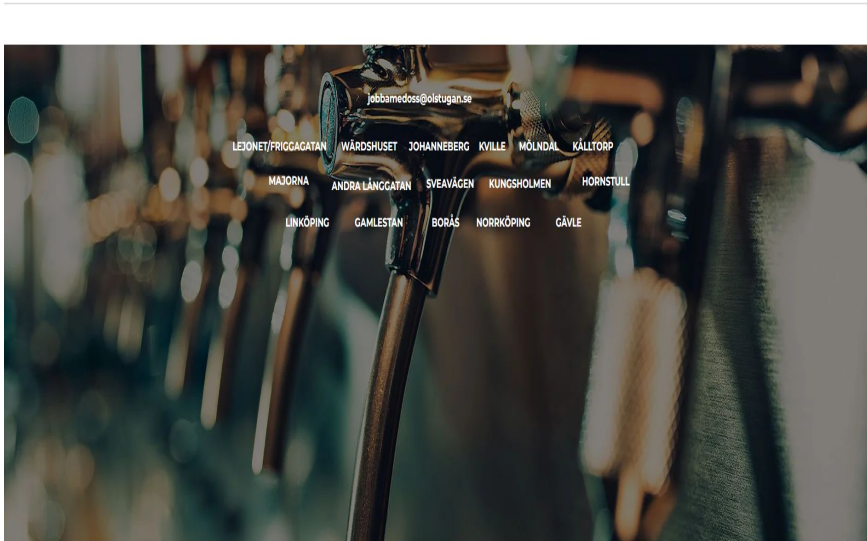 jobbamedoss@olstugan.se
LEJONET/FRIGGAGATAN WÄRDSHUSET JOHANNEBERG KVILLE MÖLNDAL KÅLLTORP
MAJORNA ANDRA LÅNGGATAN SVEAVÄGEN KUNGSHOLMEN HORNSTULL
LINKÖPING GAMLESTAN BORÅS NORRKÖPING GÄVLE